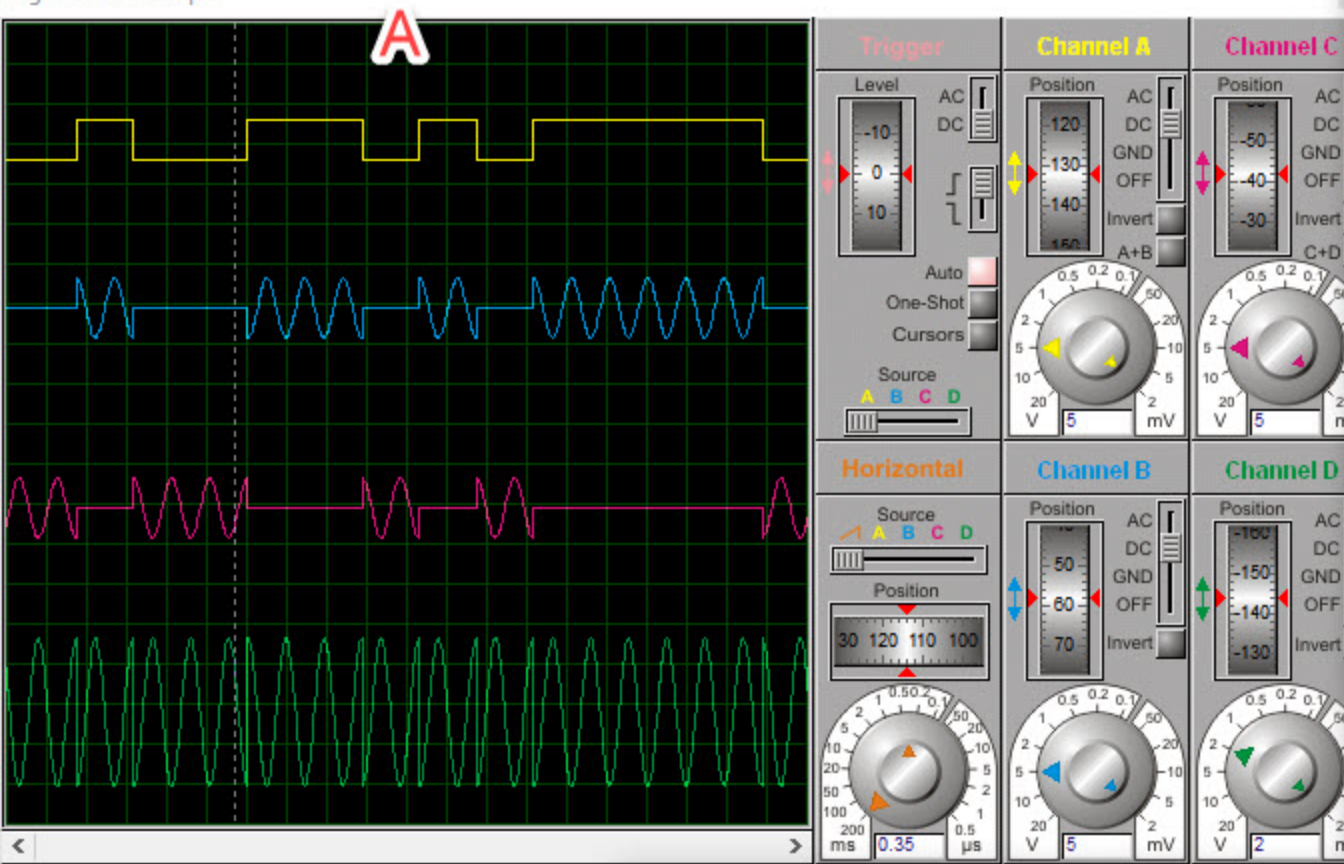 A
Trigger
Level
AC
DC
-10
0
10
Auto
One-Shot
Cursors
Source
A B C D
Channel A
Position
AC
DC
GND
OFF
120
130
140
150
Invert
A+B
20 10 5 2 1 0.5 0.2 0.1 50 20 10 5 2
V
5
mV
Channel C
Position
AC
DC
GND
OFF
-50
-40
-30
Invert
C+D
20 10 5 2 1 0.5 0.2 0.1
V
5
Horizontal
Source
A B C D
Position
30 120 110 100
200 100 50 20 10 5 2 1 0.5 0.2 0.1 50 20 10 5 2 1 0.5
ms
0.35
µs
Channel B
Position
AC
DC
GND
OFF
50
60
70
Invert
20 10 5 2 1 0.5 0.2 0.1 50 20 10 5 2
V
5
mV
Channel D
Position
AC
DC
GND
OFF
-160
-150
-140
-130
Invert
20 10 5 2 1 0.5 0.2 0.1
V
2